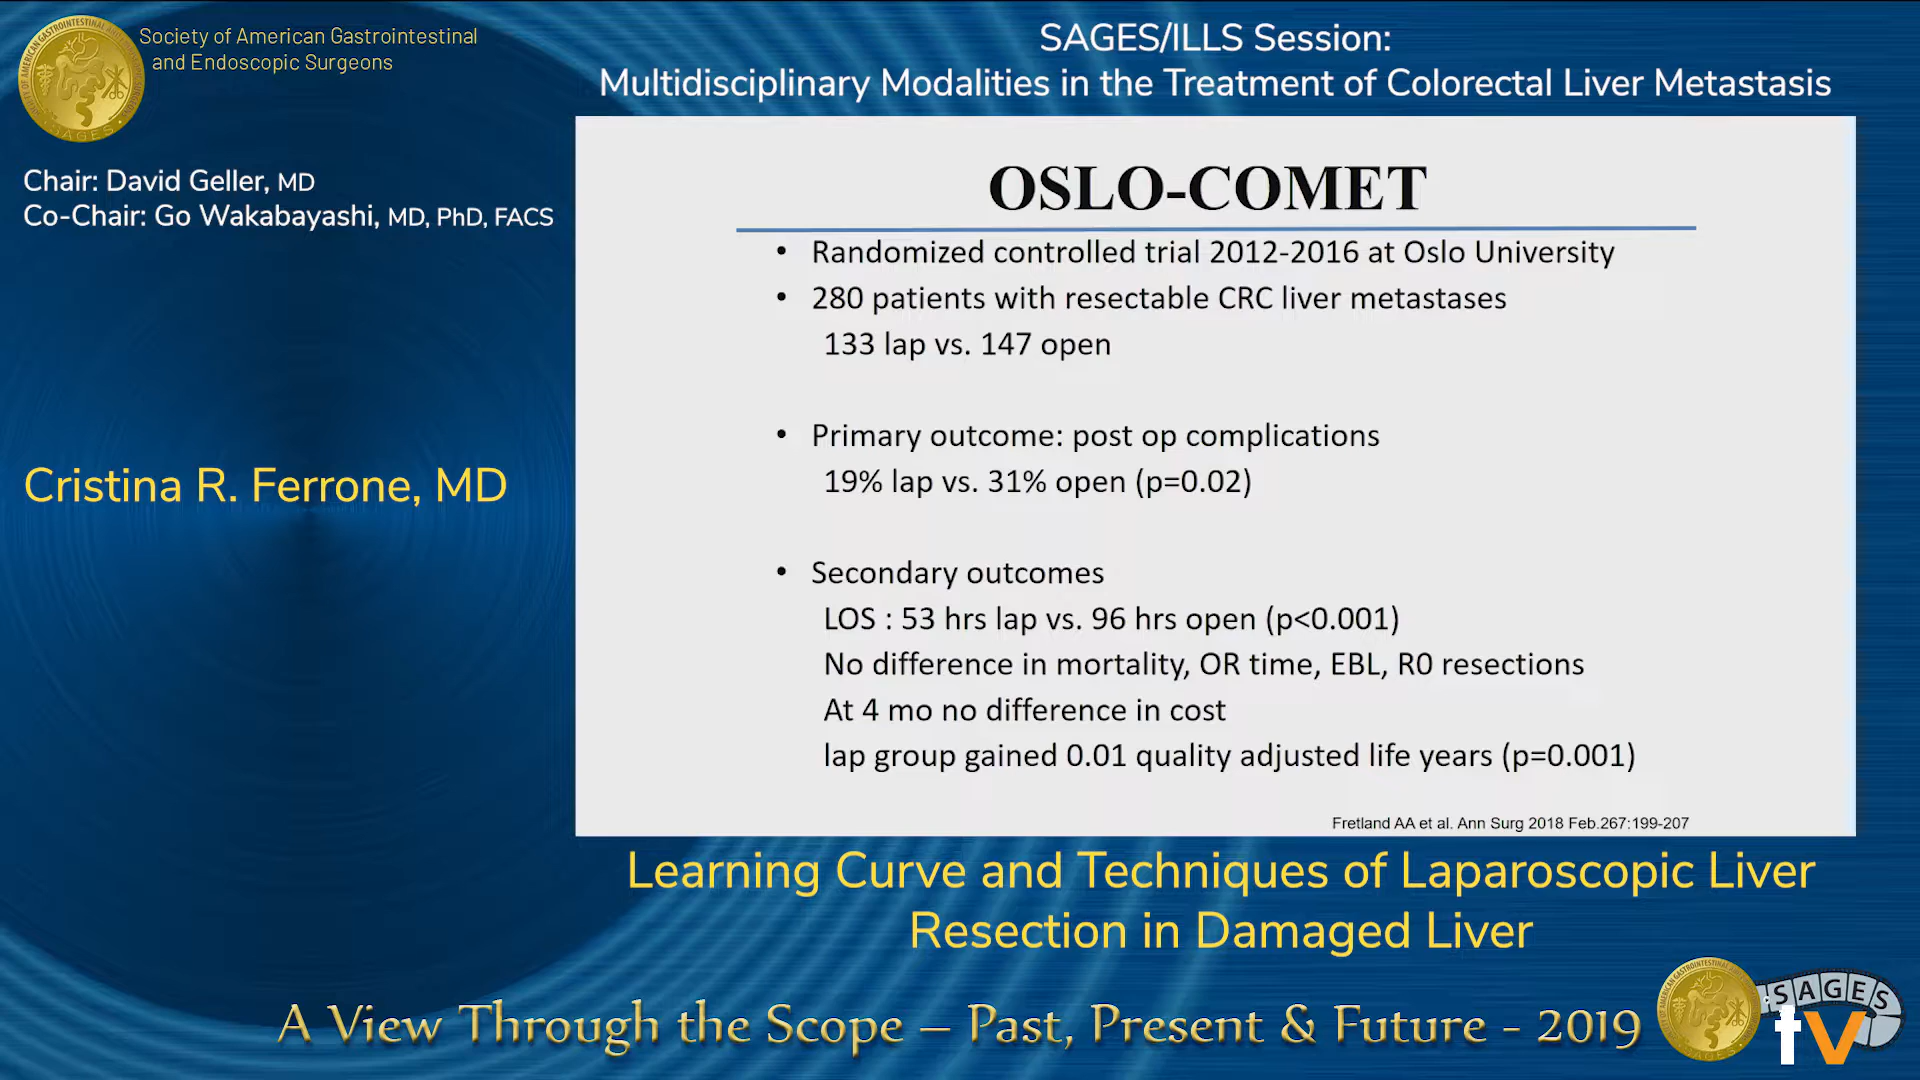 Society of American Gastrointestinal
and Endoscopic Surgeons
SAGES/ILLS Session:
Multidisciplinary Modalities in the Treatment of Colorectal Liver Metastasis
Chair: David Geller, MD
Co-Chair: Go Wakabayashi, MD, PhD, FACS
Cristina R. Ferrone, MD
OSLO-COMET
• Randomized controlled trial 2012-2016 at Oslo University
• 280 patients with resectable CRC liver metastases
133 lap vs. 147 open
• Primary outcome: post op complications
19% lap vs. 31% open (p=0.02)
• Secondary outcomes
LOS : 53 hrs lap vs. 96 hrs open (p<0.001)
No difference in mortality, OR time, EBL, R0 resections
At 4 mo no difference in cost
lap group gained 0.01 quality adjusted life years (p=0.001)
Fretland AA et al. Ann Surg 2018 Feb.267:199-207
Learning Curve and Techniques of Laparoscopic Liver
Resection in Damaged Liver
A View Through the Scope – Past, Present & Future - 2019
SAGES
tv